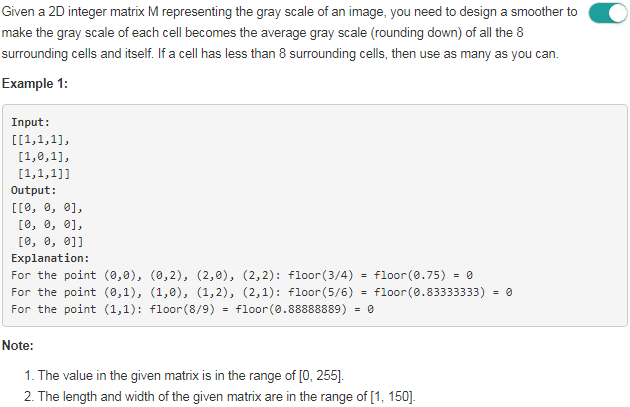 Given a 2D integer matrix M representing the gray scale of an image, you need to design a smoother to
make the gray scale of each cell becomes the average gray scale (rounding down) of all the 8
surrounding cells and itself. If a cell has less than 8 surrounding cells, then use as many as you can.
Example 1:
Input:
[[1,1,1],
 [1,0,1],
 [1,1,1]]
Output:
[[0, 0, 0],
 [0, 0, 0],
 [0, 0, 0]]
Explanation:
For the point (0,0), (0,2), (2,0), (2,2): floor(3/4) = floor(0.75) = 0
For the point (0,1), (1,0), (1,2), (2,1): floor(5/6) = floor(0.83333333) = 0
For the point (1,1): floor(8/9) = floor(0.88888889) = 0
Note:
1. The value in the given matrix is in the range of [0, 255].
2. The length and width of the given matrix are in the range of [1, 150].